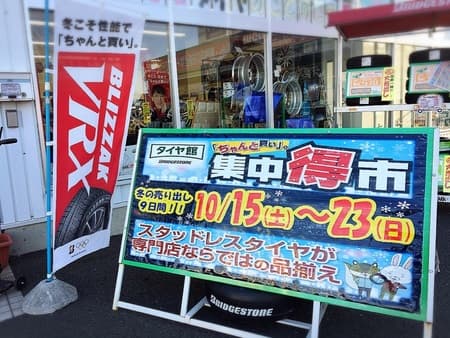 冬こそ性能で
「ちゃんと買い」。
BLIZZAK
VRX
BRIDGESTONE
タイヤ館
BRIDGESTONE
「ちゃんと買い」。
集中得市
冬の売り出し
9日間!!
10/15(土)〜23(日)
スタッドレスタイヤが
専門店ならではの品揃え
BRIDGESTONE